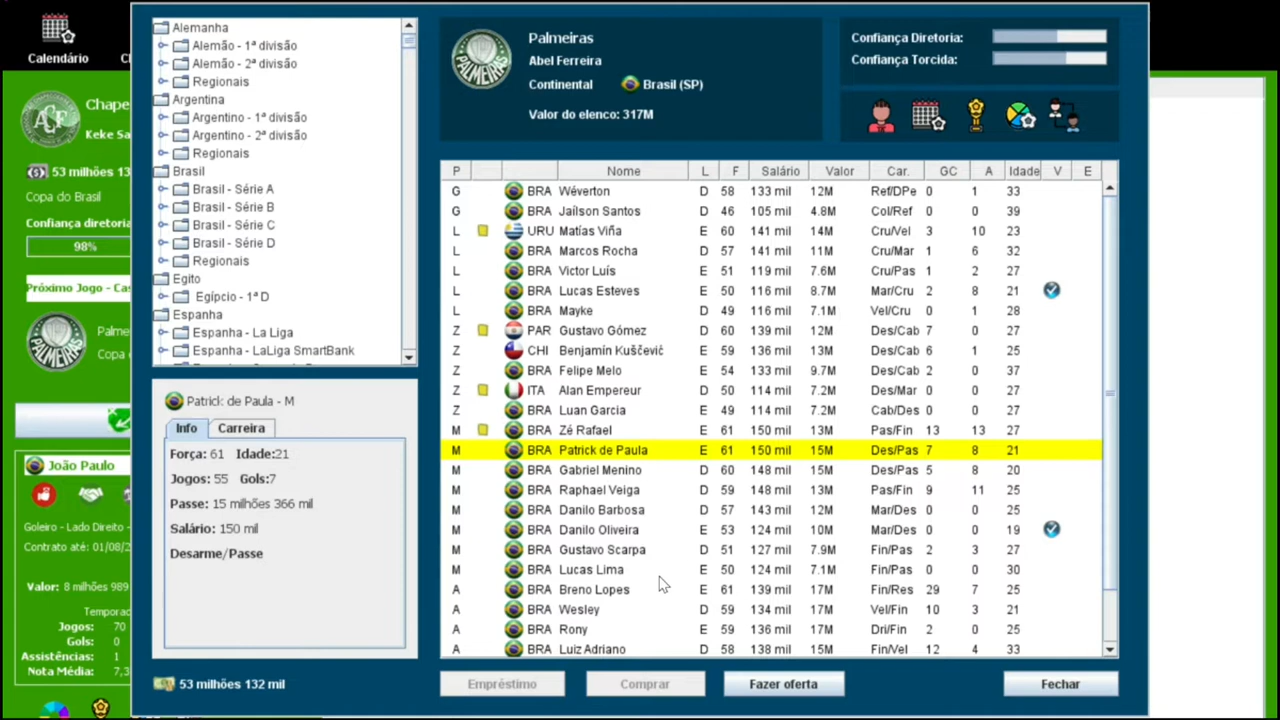 Calendário
Chape
Keke Sa
53 milhões 13
Copa do Brasil
Confiança diretoria
98%
Próximo Jogo - Ca
Palme
Copa
João Paulo
Goleiro - Lado Direito -
Contrato até: 01/08/2
Valor: 8 milhões 989
Temporad
Jogos: 70
Gols: 0
Assistências: 1
Nota Média: 7,3
Alemanha
Alemão - 1ª divisão
Alemão - 2ª divisão
Regionais
Argentina
Argentino - 1ª divisão
Argentino - 2ª divisão
Regionais
Brasil
Brasil - Série A
Brasil - Série B
Brasil - Série C
Brasil - Série D
Regionais
Egito
Egípcio - 1ª D
Espanha
Espanha - La Liga
Espanha - LaLiga SmartBank
Patrick de Paula - M
Info Carreira
Força: 61 Idade:21
Jogos: 55 Gols:7
Passe: 15 milhões 366 mil
Salário: 150 mil
Desarme/Passe
53 milhões 132 mil
Palmeiras
Abel Ferreira
Continental Brasil (SP)
Valor do elenco: 317M
Confiança Diretoria:
Confiança Torcida:
P Nome L F Salário Valor Car. GC A Idade V E
G BRA Wéverton D 58 133 mil 12M Ref/DPe 0 1 33
G BRA Jaílson Santos D 46 105 mil 4.8M Col/Ref 0 0 39
L URU Matías Viña E 60 141 mil 14M Cru/Vel 3 10 23
L BRA Marcos Rocha D 57 141 mil 11M Cru/Mar 1 6 32
L BRA Victor Luís E 51 119 mil 7.6M Cru/Pas 1 2 27
L BRA Lucas Esteves E 50 116 mil 8.7M Mar/Cru 2 8 21
L BRA Mayke D 49 116 mil 7.1M Vel/Cru 0 1 28
Z PAR Gustavo Gómez D 60 139 mil 12M Des/Cab 7 0 27
Z CHI Benjamín Kuščevič E 59 136 mil 13M Des/Cab 6 1 25
Z BRA Felipe Melo E 54 133 mil 9.7M Des/Cab 0 2 37
Z ITA Alan Empereur D 50 114 mil 7.2M Des/Mar 0 0 27
Z BRA Luan Garcia E 49 114 mil 7.2M Cab/Des 0 0 27
M BRA Zé Rafael E 61 150 mil 15M Pas/Fin 13 13 27
M BRA Patrick de Paula E 61 150 mil 15M Des/Pas 7 8 21
M BRA Gabriel Menino D 60 148 mil 15M Des/Pas 5 8 20
M BRA Raphael Veiga D 59 148 mil 13M Pas/Fin 9 11 25
M BRA Danilo Barbosa D 57 143 mil 12M Mar/Des 0 0 25
M BRA Danilo Oliveira E 53 124 mil 10M Mar/Des 0 0 19
M BRA Gustavo Scarpa D 51 127 mil 7.9M Fin/Pas 2 3 27
M BRA Lucas Lima E 50 124 mil 7.1M Fin/Pas 0 0 30
A BRA Breno Lopes E 61 139 mil 17M Fin/Res 29 7 25
A BRA Wesley D 59 134 mil 17M Vel/Fin 10 3 21
A BRA Rony E 59 136 mil 17M Dri/Fin 2 0 25
A BRA Luiz Adriano D 58 138 mil 15M Fin/Vel 12 4 33
Empréstimo Comprar Fazer oferta Fechar